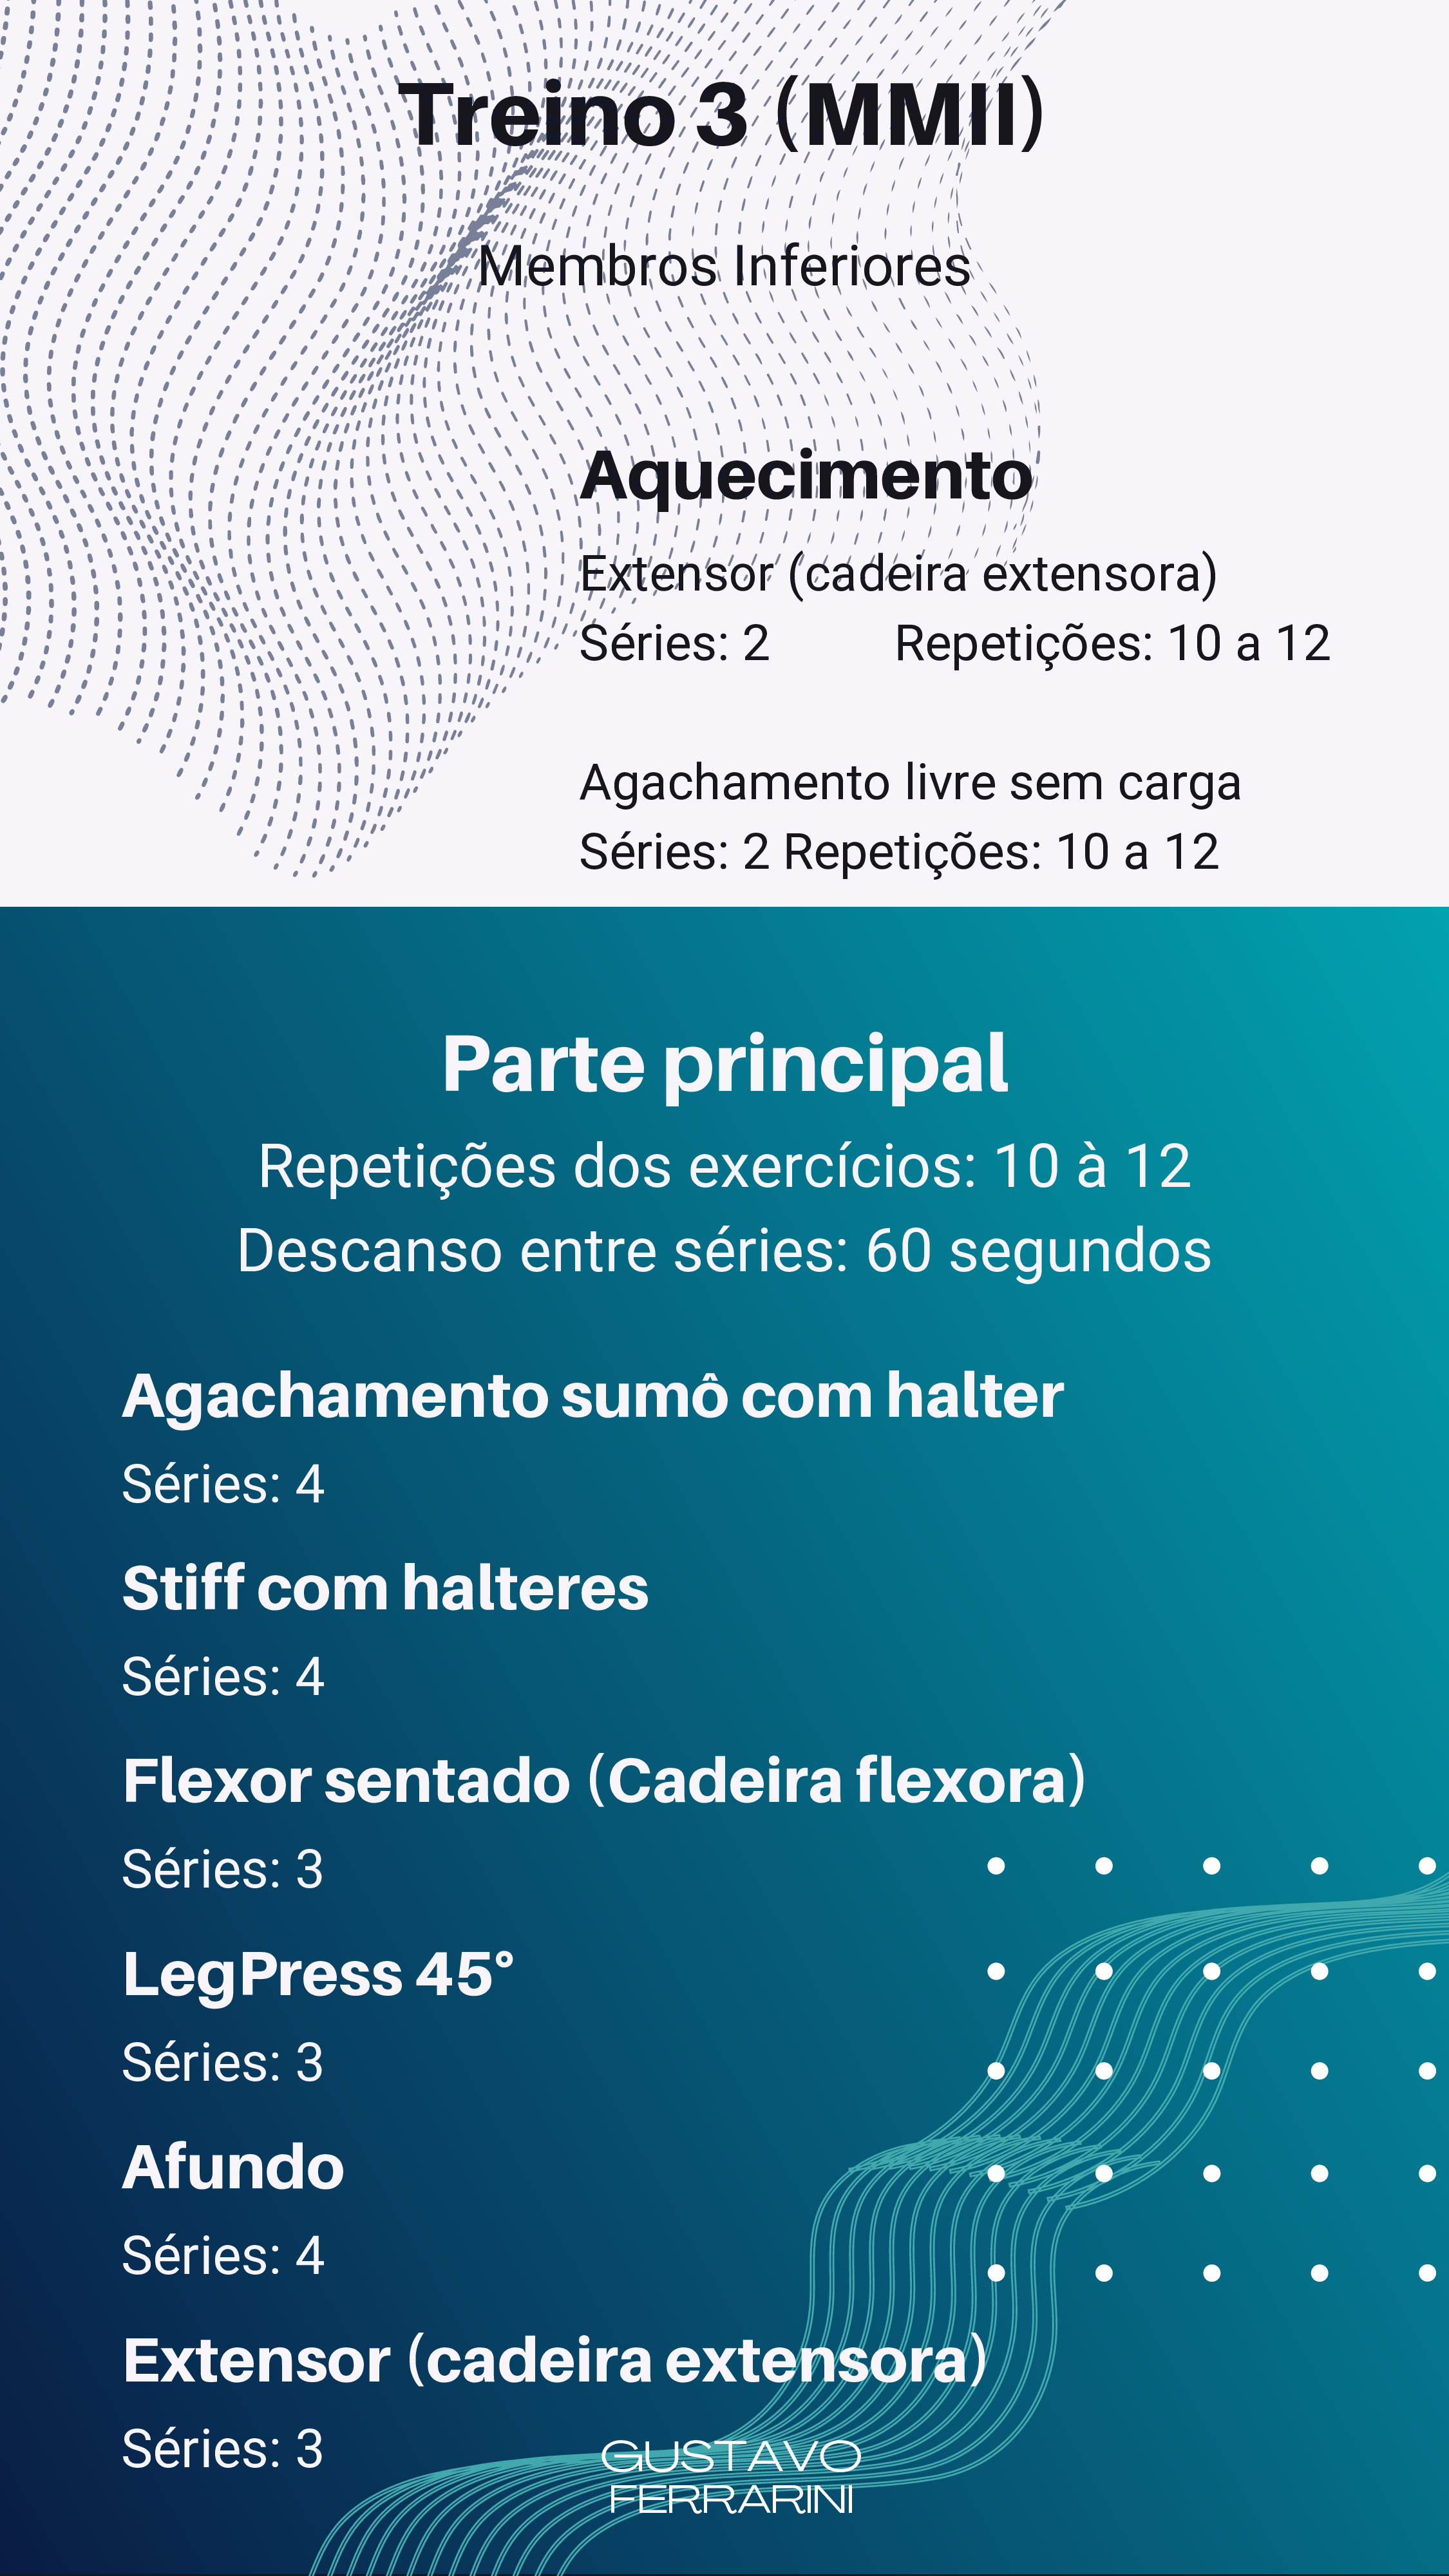 Treino 3 (MMII)
Membros Inferiores
Aquecimento
Extensor (cadeira extensora)
Séries: 2 Repetições: 10 a 12
Agachamento livre sem carga
Séries: 2 Repetições: 10 a 12
Parte principal
Repetições dos exercícios: 10 à 12
Descanso entre séries: 60 segundos
Agachamento sumô com halter
Séries: 4
Stiff com halteres
Séries: 4
Flexor sentado (Cadeira flexora)
Séries: 3
LegPress 45°
Séries: 3
Afundo
Séries: 4
Extensor (cadeira extensora)
Séries: 3
GUSTAVO
FERRARINI